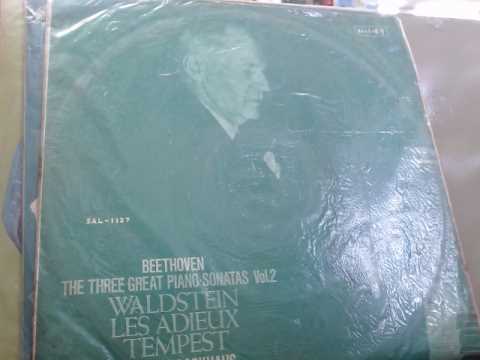 SAL-1127
BEETHOVEN
THE THREE GREAT PIANO SONATAS Vol.2
WALDSTEIN
LES ADIEUX
TEMPEST